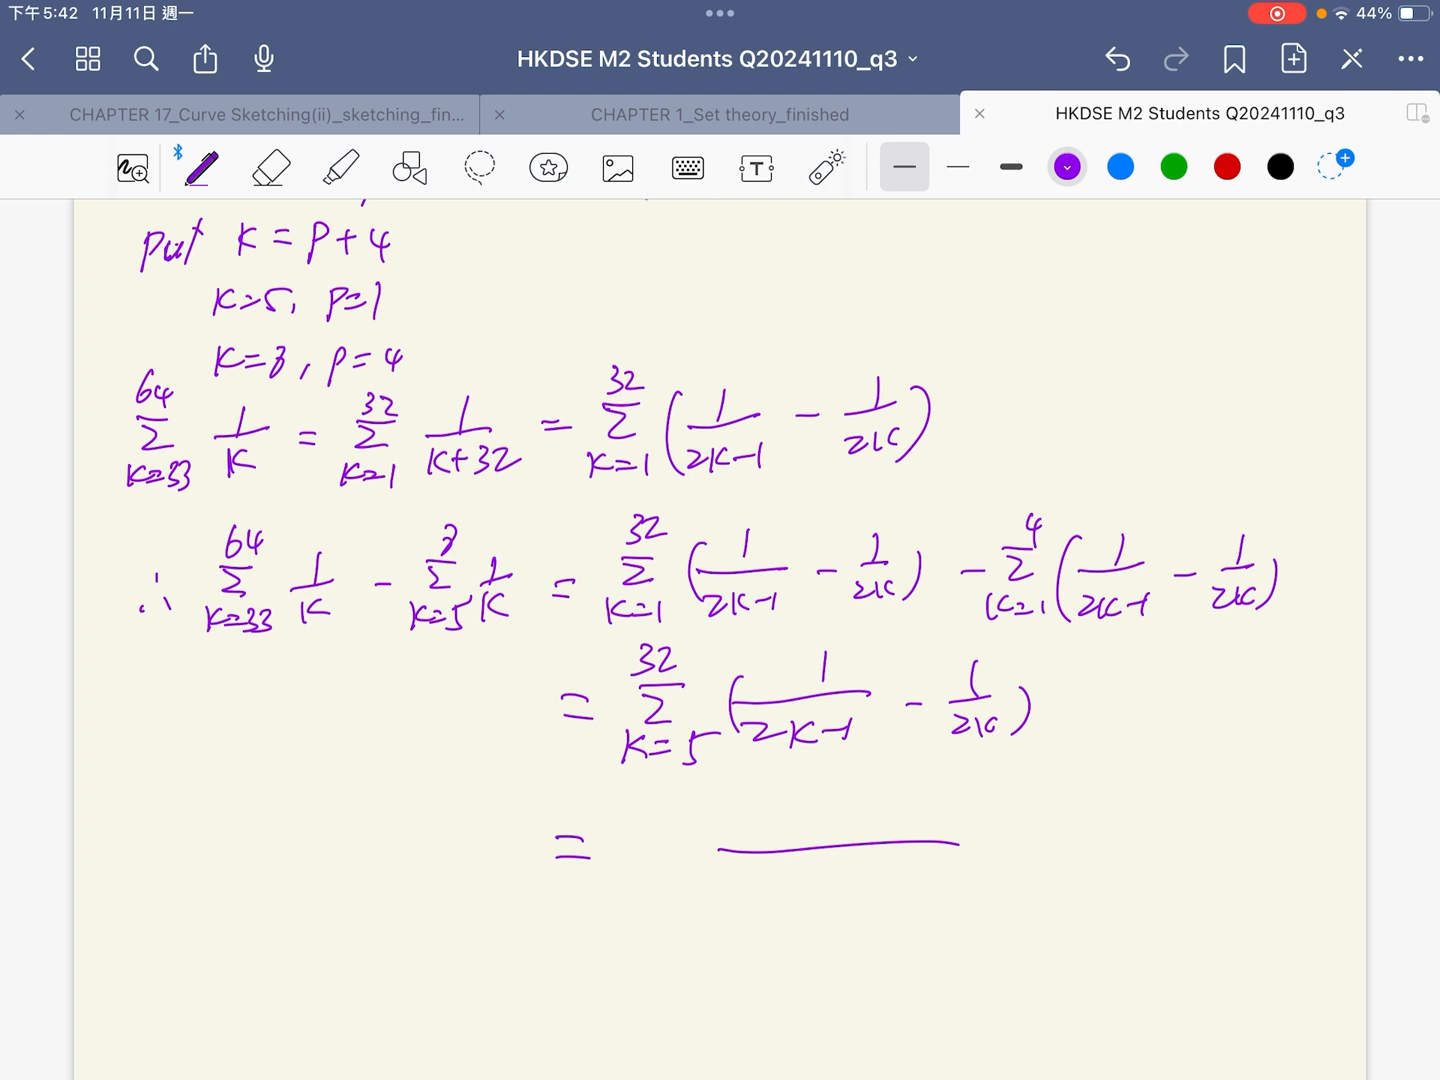 下午5:42 11月11日 週一
44%
HKDSE M2 Students Q20241110_q3
CHAPTER 17_Curve Sketching(ii)_sketching_fin...
CHAPTER 1_Set theory_finished
HKDSE M2 Students Q20241110_q3
put K = P + 4
K=5, P=1
K=8, P=4
64 Σ K=33 1/K = 32 Σ K=1 1/(K+32) = 32 Σ K=1 (1/(2K-1) - 1/2K)
∴ 64 Σ K=33 1/K - 8 Σ K=5 1/K = 32 Σ K=1 (1/(2K-1) - 1/2K) - 4 Σ K=1 (1/(2K-1) - 1/2K)
= 32 Σ K=5 (1/(2K-1) - 1/2K)
=